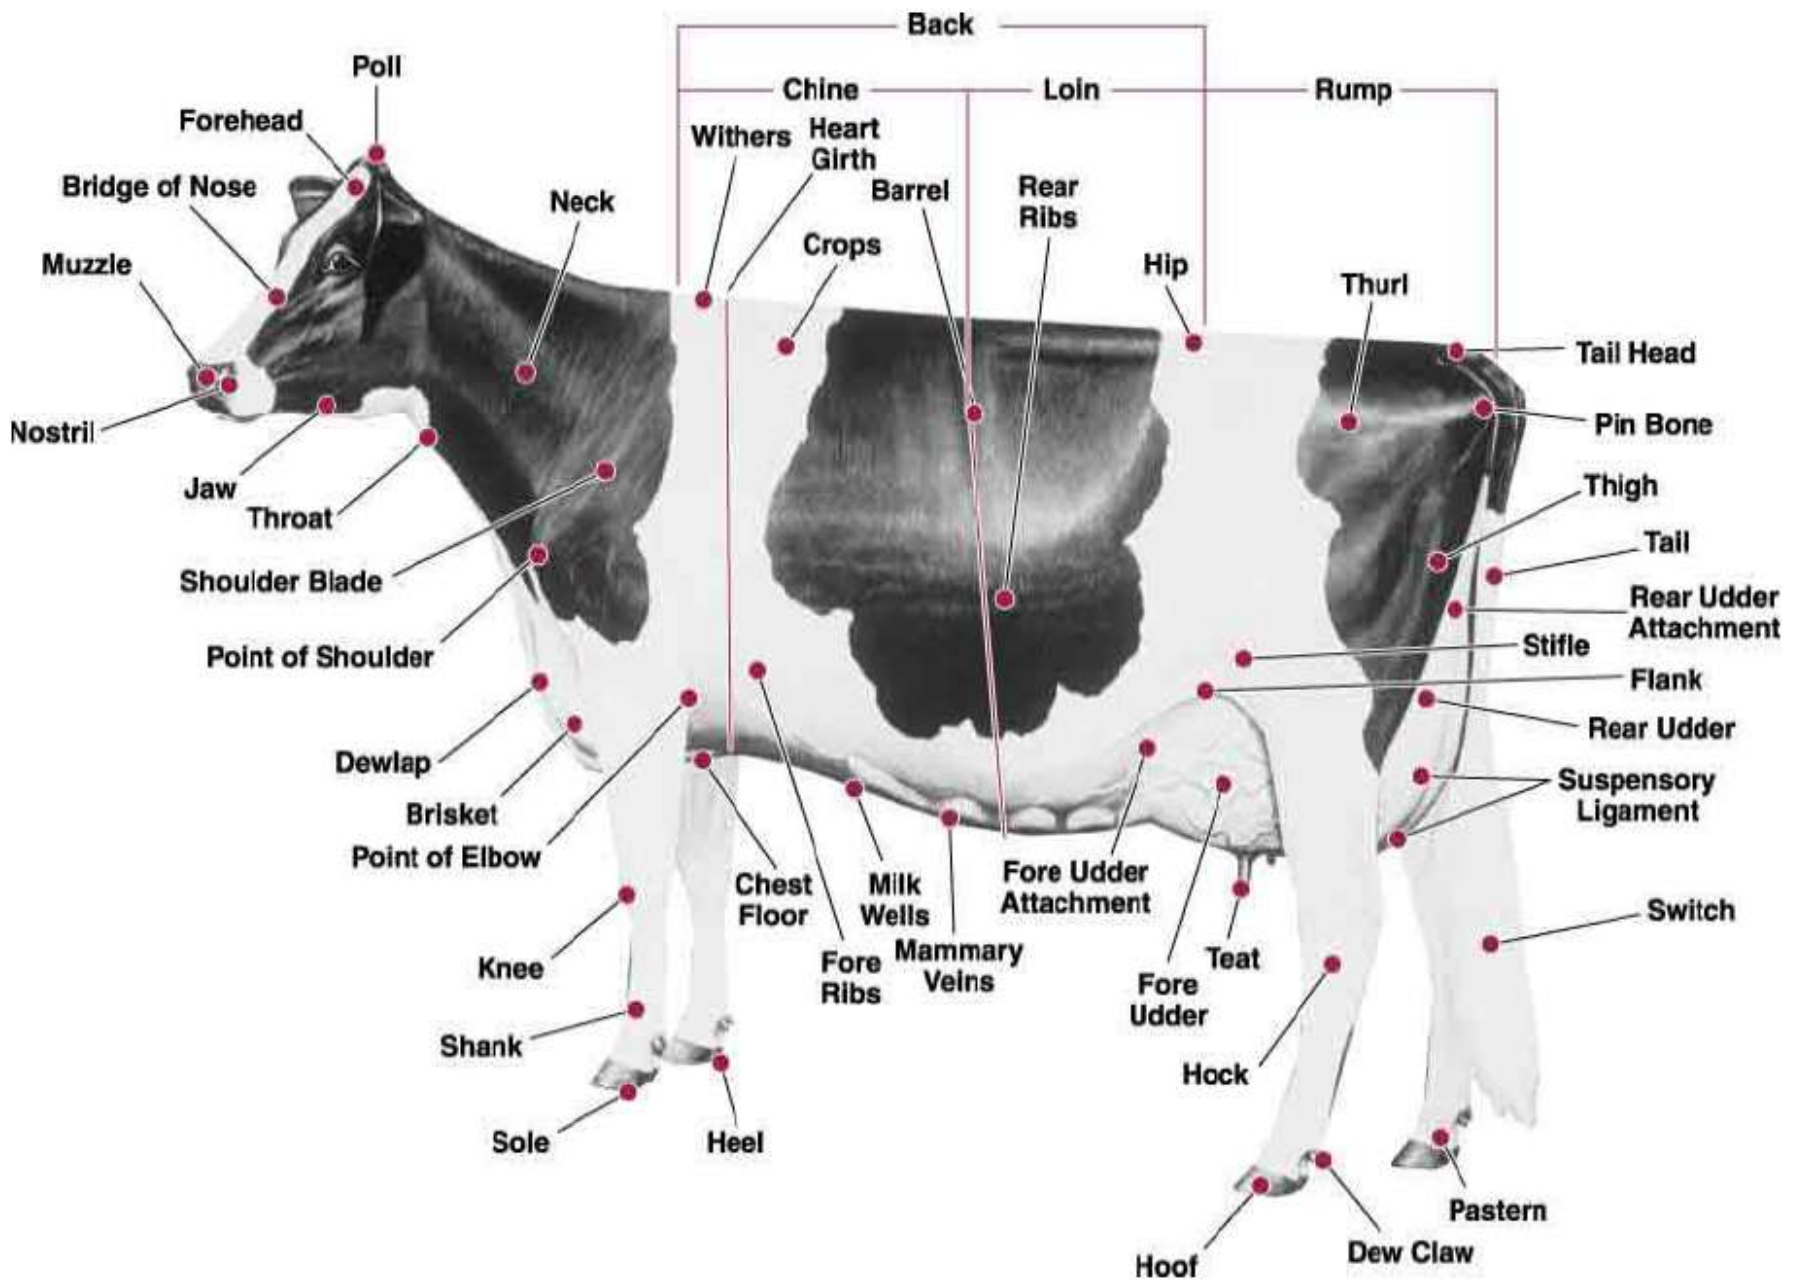 Back
Poll
Chine
Loin
Rump
Forehead
Withers
Heart
Girth
Bridge of Nose
Neck
Barrel
Rear
Ribs
Crops
Muzzle
Hip
Thurl
Tail Head
Nostril
Pin Bone
Jaw
Thigh
Throat
Tail
Shoulder Blade
Rear Udder
Attachment
Stifle
Point of Shoulder
Flank
Rear Udder
Dewlap
Suspensory
Ligament
Brisket
Point of Elbow
Chest
Floor
Milk
Wells
Fore Udder
Attachment
Switch
Knee
Fore
Ribs
Mammary
Veins
Teat
Fore
Udder
Shank
Hock
Sole
Heel
Pastern
Dew Claw
Hoof